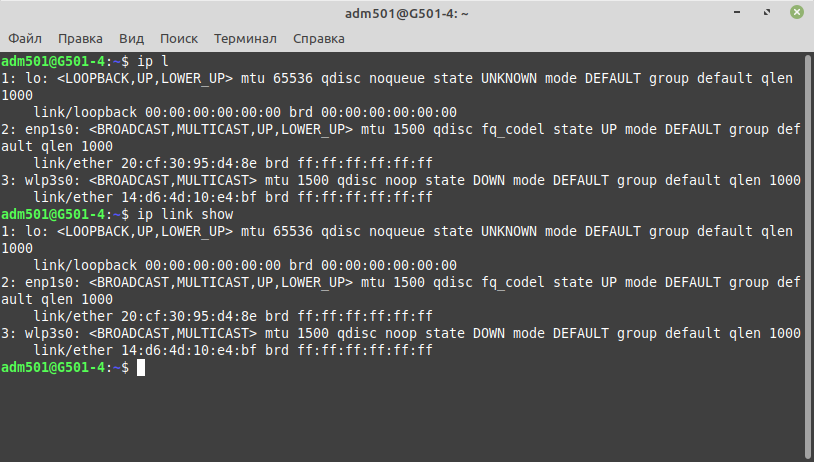 adm501@G501-4: ~
Файл Правка Вид Поиск Терминал Справка
adm501@G501-4:~$ ip l
1: lo: <LOOPBACK,UP,LOWER_UP> mtu 65536 qdisc noqueue state UNKNOWN mode DEFAULT group default qlen
1000
    link/loopback 00:00:00:00:00:00 brd 00:00:00:00:00:00
2: enp1s0: <BROADCAST,MULTICAST,UP,LOWER_UP> mtu 1500 qdisc fq_codel state UP mode DEFAULT group def
ault qlen 1000
    link/ether 20:cf:30:95:d4:8e brd ff:ff:ff:ff:ff:ff
3: wlp3s0: <BROADCAST,MULTICAST> mtu 1500 qdisc noop state DOWN mode DEFAULT group default qlen 1000
    link/ether 14:d6:4d:10:e4:bf brd ff:ff:ff:ff:ff:ff
adm501@G501-4:~$ ip link show
1: lo: <LOOPBACK,UP,LOWER_UP> mtu 65536 qdisc noqueue state UNKNOWN mode DEFAULT group default qlen
1000
    link/loopback 00:00:00:00:00:00 brd 00:00:00:00:00:00
2: enp1s0: <BROADCAST,MULTICAST,UP,LOWER_UP> mtu 1500 qdisc fq_codel state UP mode DEFAULT group def
ault qlen 1000
    link/ether 20:cf:30:95:d4:8e brd ff:ff:ff:ff:ff:ff
3: wlp3s0: <BROADCAST,MULTICAST> mtu 1500 qdisc noop state DOWN mode DEFAULT group default qlen 1000
    link/ether 14:d6:4d:10:e4:bf brd ff:ff:ff:ff:ff:ff
adm501@G501-4:~$